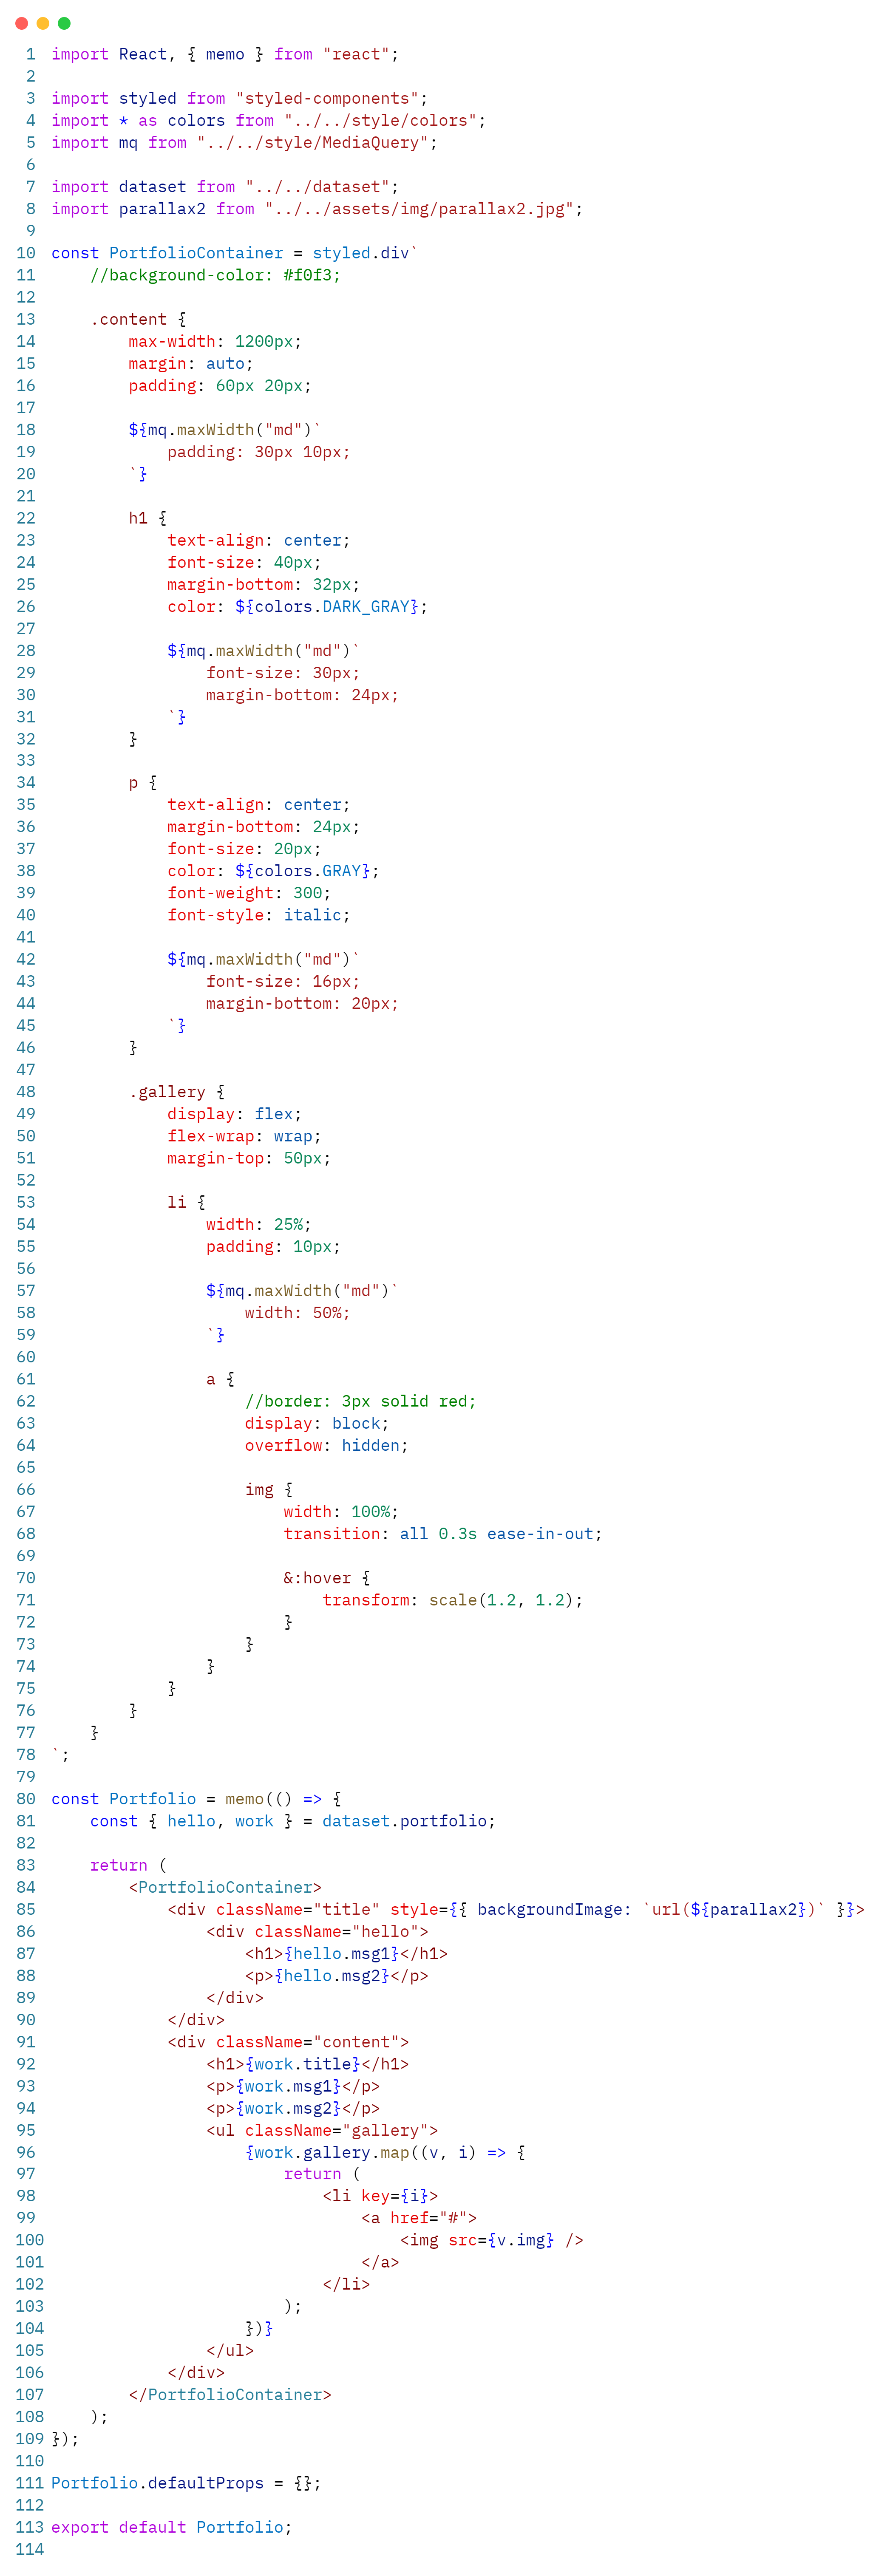 1 import React, { memo } from "react";
2
3 import styled from "styled-components";
4 import * as colors from "../../style/colors";
5 import mq from "../../style/MediaQuery";
6
7 import dataset from "../../dataset";
8 import parallax2 from "../../assets/img/parallax2.jpg";
9
10 const PortfolioContainer = styled.div`
11     //background-color: #f0f3;
12
13     .content {
14         max-width: 1200px;
15         margin: auto;
16         padding: 60px 20px;
17
18         ${mq.maxWidth("md")`
19             padding: 30px 10px;
20         `}
21
22         h1 {
23             text-align: center;
24             font-size: 40px;
25             margin-bottom: 32px;
26             color: ${colors.DARK_GRAY};
27
28             ${mq.maxWidth("md")`
29                 font-size: 30px;
30                 margin-bottom: 24px;
31             `}
32         }
33
34         p {
35             text-align: center;
36             margin-bottom: 24px;
37             font-size: 20px;
38             color: ${colors.GRAY};
39             font-weight: 300;
40             font-style: italic;
41
42             ${mq.maxWidth("md")`
43                 font-size: 16px;
44                 margin-bottom: 20px;
45             `}
46         }
47
48         .gallery {
49             display: flex;
50             flex-wrap: wrap;
51             margin-top: 50px;
52
53             li {
54                 width: 25%;
55                 padding: 10px;
56
57                 ${mq.maxWidth("md")`
58                     width: 50%;
59                 `}
60
61                 a {
62                     //border: 3px solid red;
63                     display: block;
64                     overflow: hidden;
65
66                     img {
67                         width: 100%;
68                         transition: all 0.3s ease-in-out;
69
70                         &:hover {
71                             transform: scale(1.2, 1.2);
72                         }
73                     }
74                 }
75             }
76         }
77     }
78 `;
79
80 const Portfolio = memo(() => {
81     const { hello, work } = dataset.portfolio;
82
83     return (
84         <PortfolioContainer>
85             <div className="title" style={{ backgroundImage: `url(${parallax2})` }}>
86                 <div className="hello">
87                     <h1>{hello.msg1}</h1>
88                     <p>{hello.msg2}</p>
89                 </div>
90             </div>
91             <div className="content">
92                 <h1>{work.title}</h1>
93                 <p>{work.msg1}</p>
94                 <p>{work.msg2}</p>
95                 <ul className="gallery">
96                     {work.gallery.map((v, i) => {
97                         return (
98                             <li key={i}>
99                                 <a href="#">
100                                     <img src={v.img} />
101                                 </a>
102                             </li>
103                         );
104                     })}
105                 </ul>
106             </div>
107         </PortfolioContainer>
108     );
109 });
110
111 Portfolio.defaultProps = {};
112
113 export default Portfolio;
114